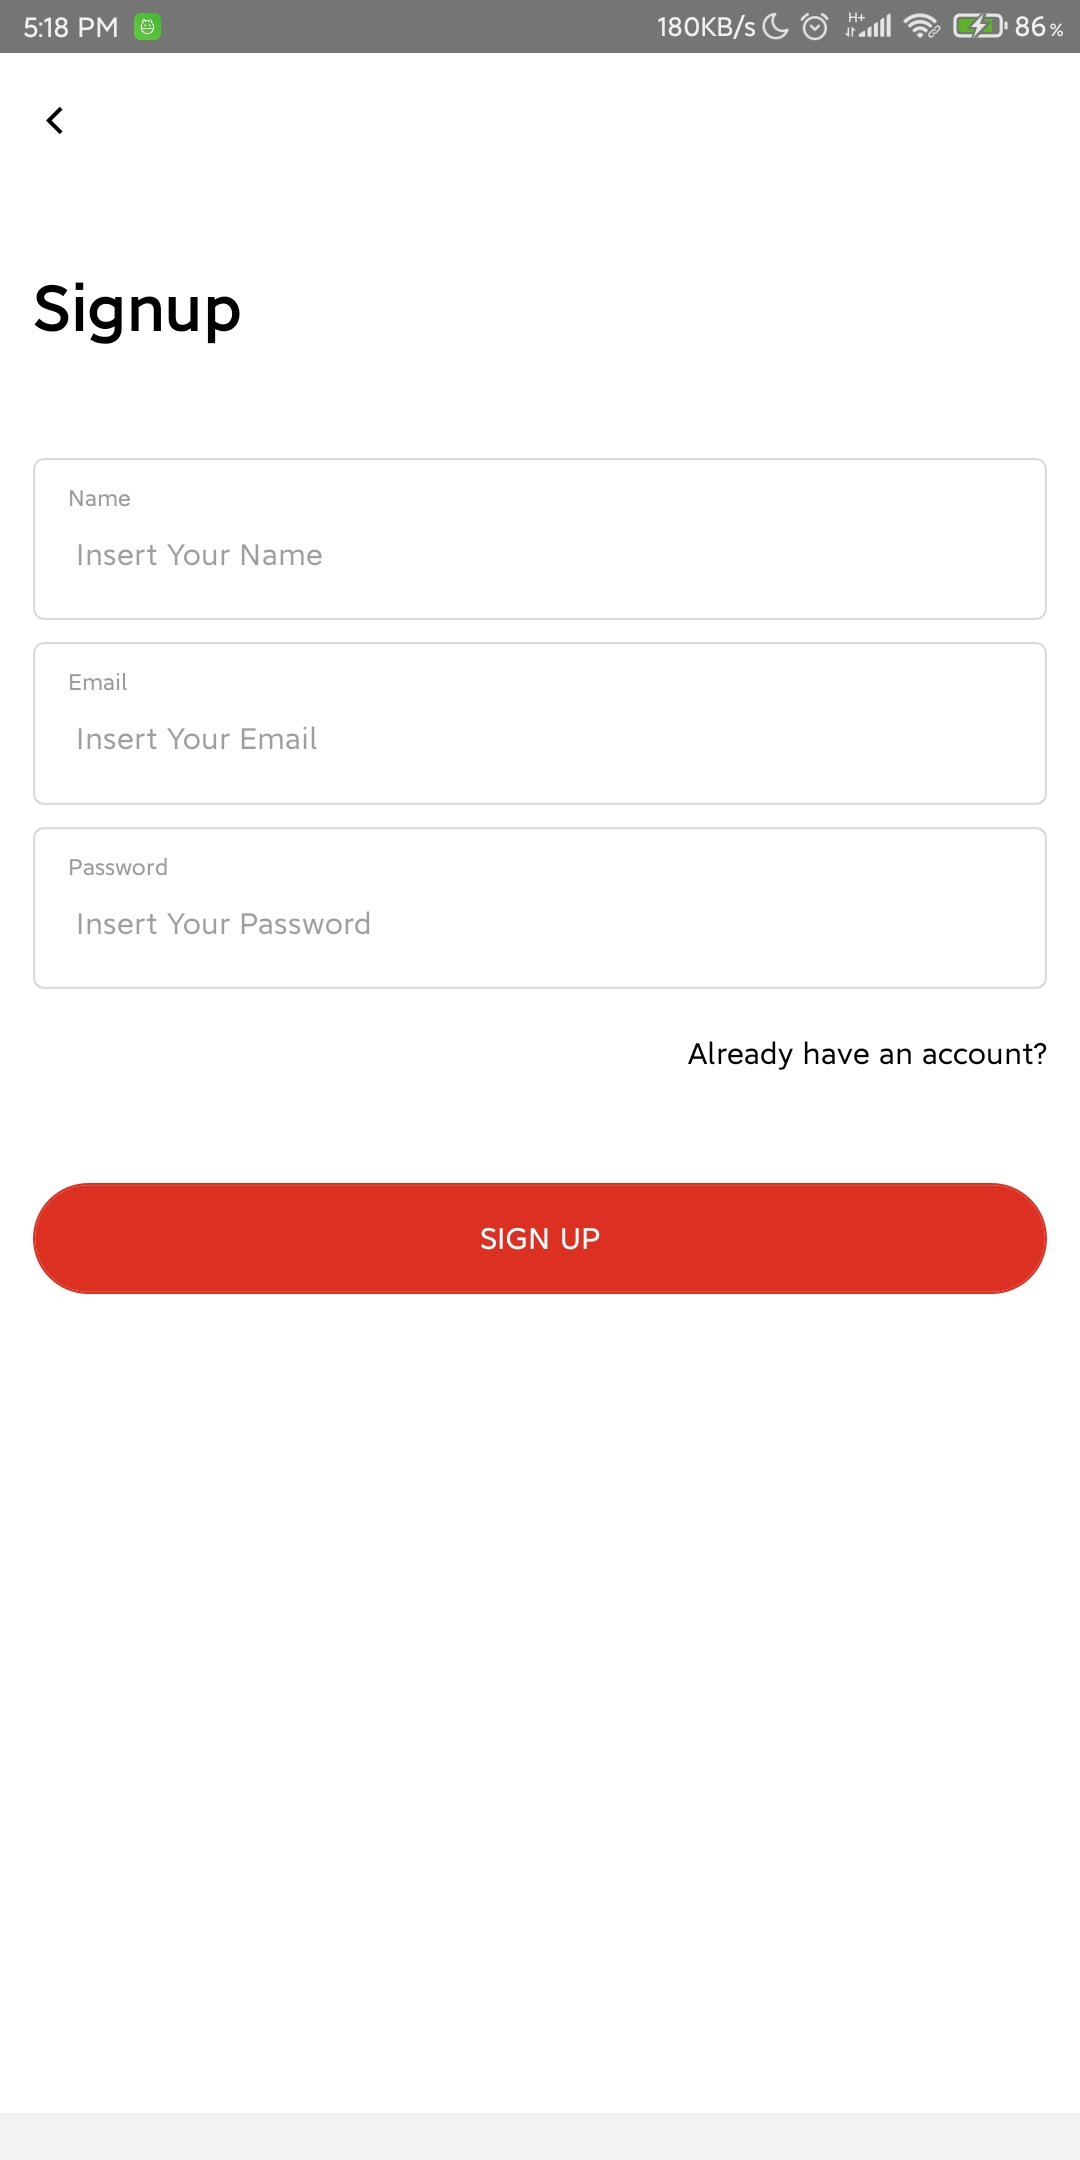 5:18 PM 180KB/s H+ 86%
Signup
Name
Insert Your Name
Email
Insert Your Email
Password
Insert Your Password
Already have an account?
SIGN UP